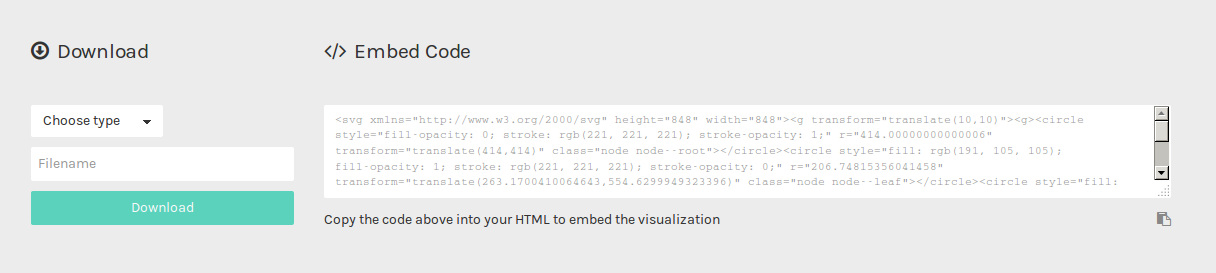 Download
Choose type
Filename
Download
</> Embed Code
<svg xmlns="http://www.w3.org/2000/svg" height="848" width="848"><g transform="translate(10,10)"><g><circle
style="fill-opacity: 0; stroke: rgb(221, 221, 221); stroke-opacity: 1;" r="414.00000000000006"
transform="translate(414,414)" class="node node--root"></circle><circle style="fill: rgb(191, 105, 105);
fill-opacity: 1; stroke: rgb(221, 221, 221); stroke-opacity: 0;" r="206.74815356041458"
transform="translate(263.1700410064643,554.6299949323396)" class="node node--leaf"></circle><circle style="fill:
Copy the code above into your HTML to embed the visualization